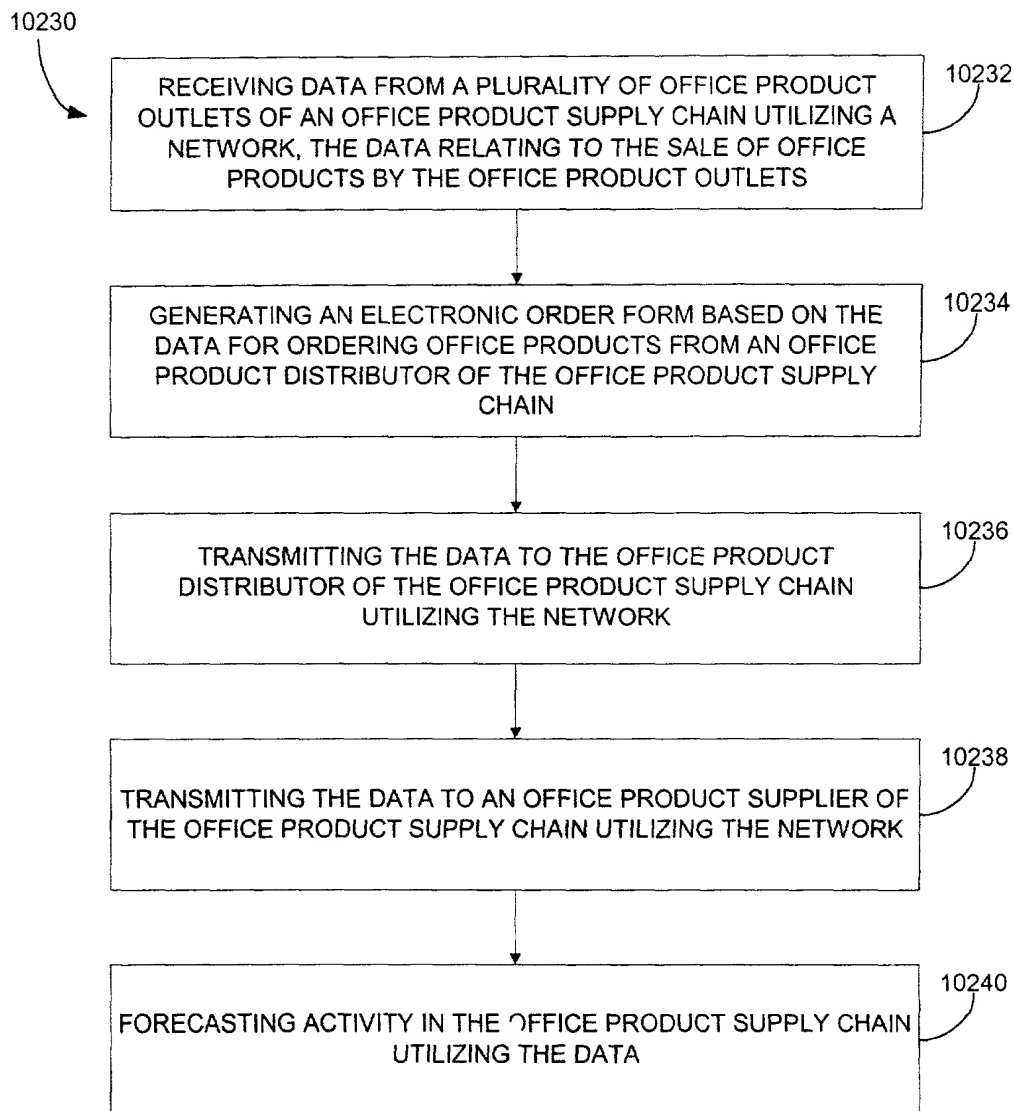 10230
RECEIVING DATA FROM A PLURALITY OF OFFICE PRODUCT
OUTLETS OF AN OFFICE PRODUCT SUPPLY CHAIN UTILIZING A
NETWORK, THE DATA RELATING TO THE SALE OF OFFICE
PRODUCTS BY THE OFFICE PRODUCT OUTLETS
10232
GENERATING AN ELECTRONIC ORDER FORM BASED ON THE
DATA FOR ORDERING OFFICE PRODUCTS FROM AN OFFICE
PRODUCT DISTRIBUTOR OF THE OFFICE PRODUCT SUPPLY
CHAIN
10234
TRANSMITTING THE DATA TO THE OFFICE PRODUCT
DISTRIBUTOR OF THE OFFICE PRODUCT SUPPLY CHAIN
UTILIZING THE NETWORK
10236
TRANSMITTING THE DATA TO AN OFFICE PRODUCT SUPPLIER OF
THE OFFICE PRODUCT SUPPLY CHAIN UTILIZING THE NETWORK
10238
FORECASTING ACTIVITY IN THE OFFICE PRODUCT SUPPLY CHAIN
UTILIZING THE DATA
10240